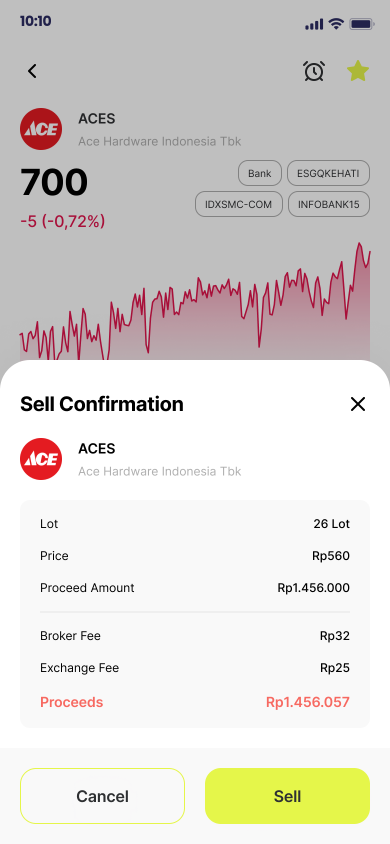 10:10
ACE
ACES
Ace Hardware Indonesia Tbk
700
Bank
ESGQKEHATI
-5 (-0,72%)
IDXSMC-COM
INFOBANK15
Sell Confirmation
ACE
ACES
Ace Hardware Indonesia Tbk
Lot 26 Lot
Price Rp560
Proceed Amount Rp1.456.000
Broker Fee Rp32
Exchange Fee Rp25
Proceeds Rp1.456.057
Cancel Sell